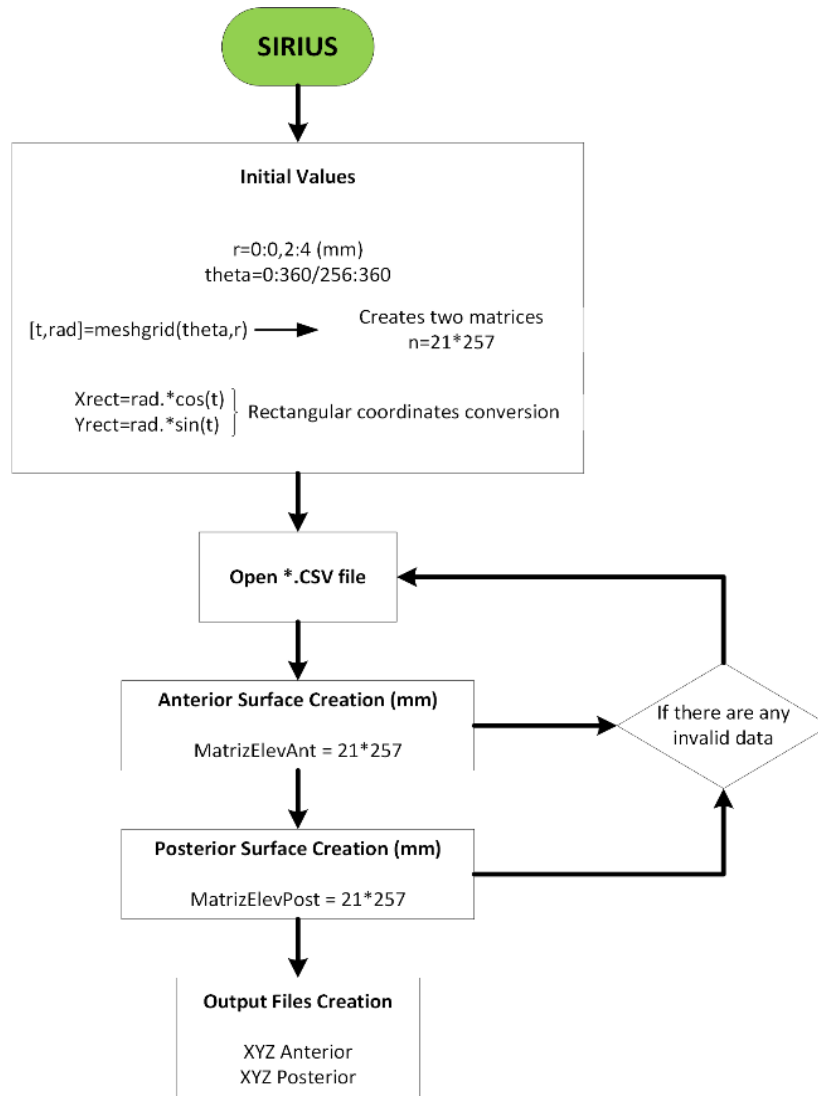 SIRIUS
Initial Values
r=0:0,2:4 (mm)
theta=0:360/256:360
[t,rad]=meshgrid(theta,r)
Creates two matrices
n=21*257
Xrect=rad.*cos(t)
Yrect=rad.*sin(t)
Rectangular coordinates conversion
Open *.CSV file
Anterior Surface Creation (mm)
MatrizElevAnt = 21*257
If there are any
invalid data
Posterior Surface Creation (mm)
MatrizElevPost = 21*257
Output Files Creation
XYZ Anterior
XYZ Posterior